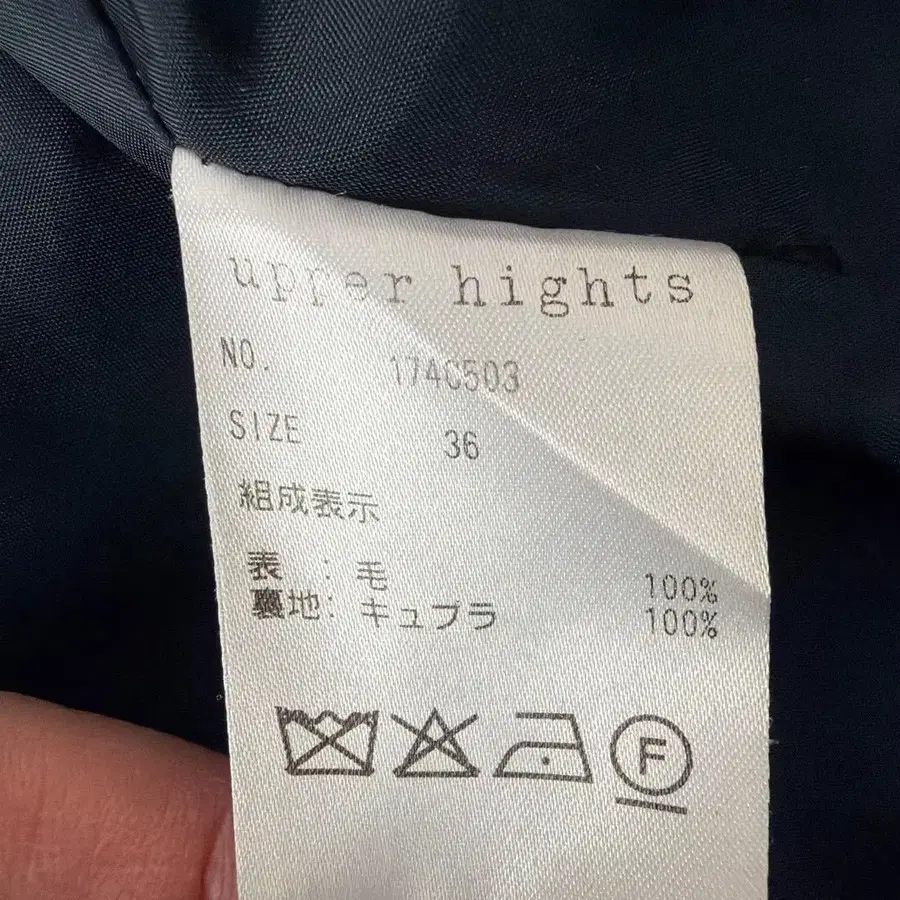 upper hights
NO. 174C503
SIZE 36
組成表示
表 : 毛 100%
裏地: キュプラ 100%
F